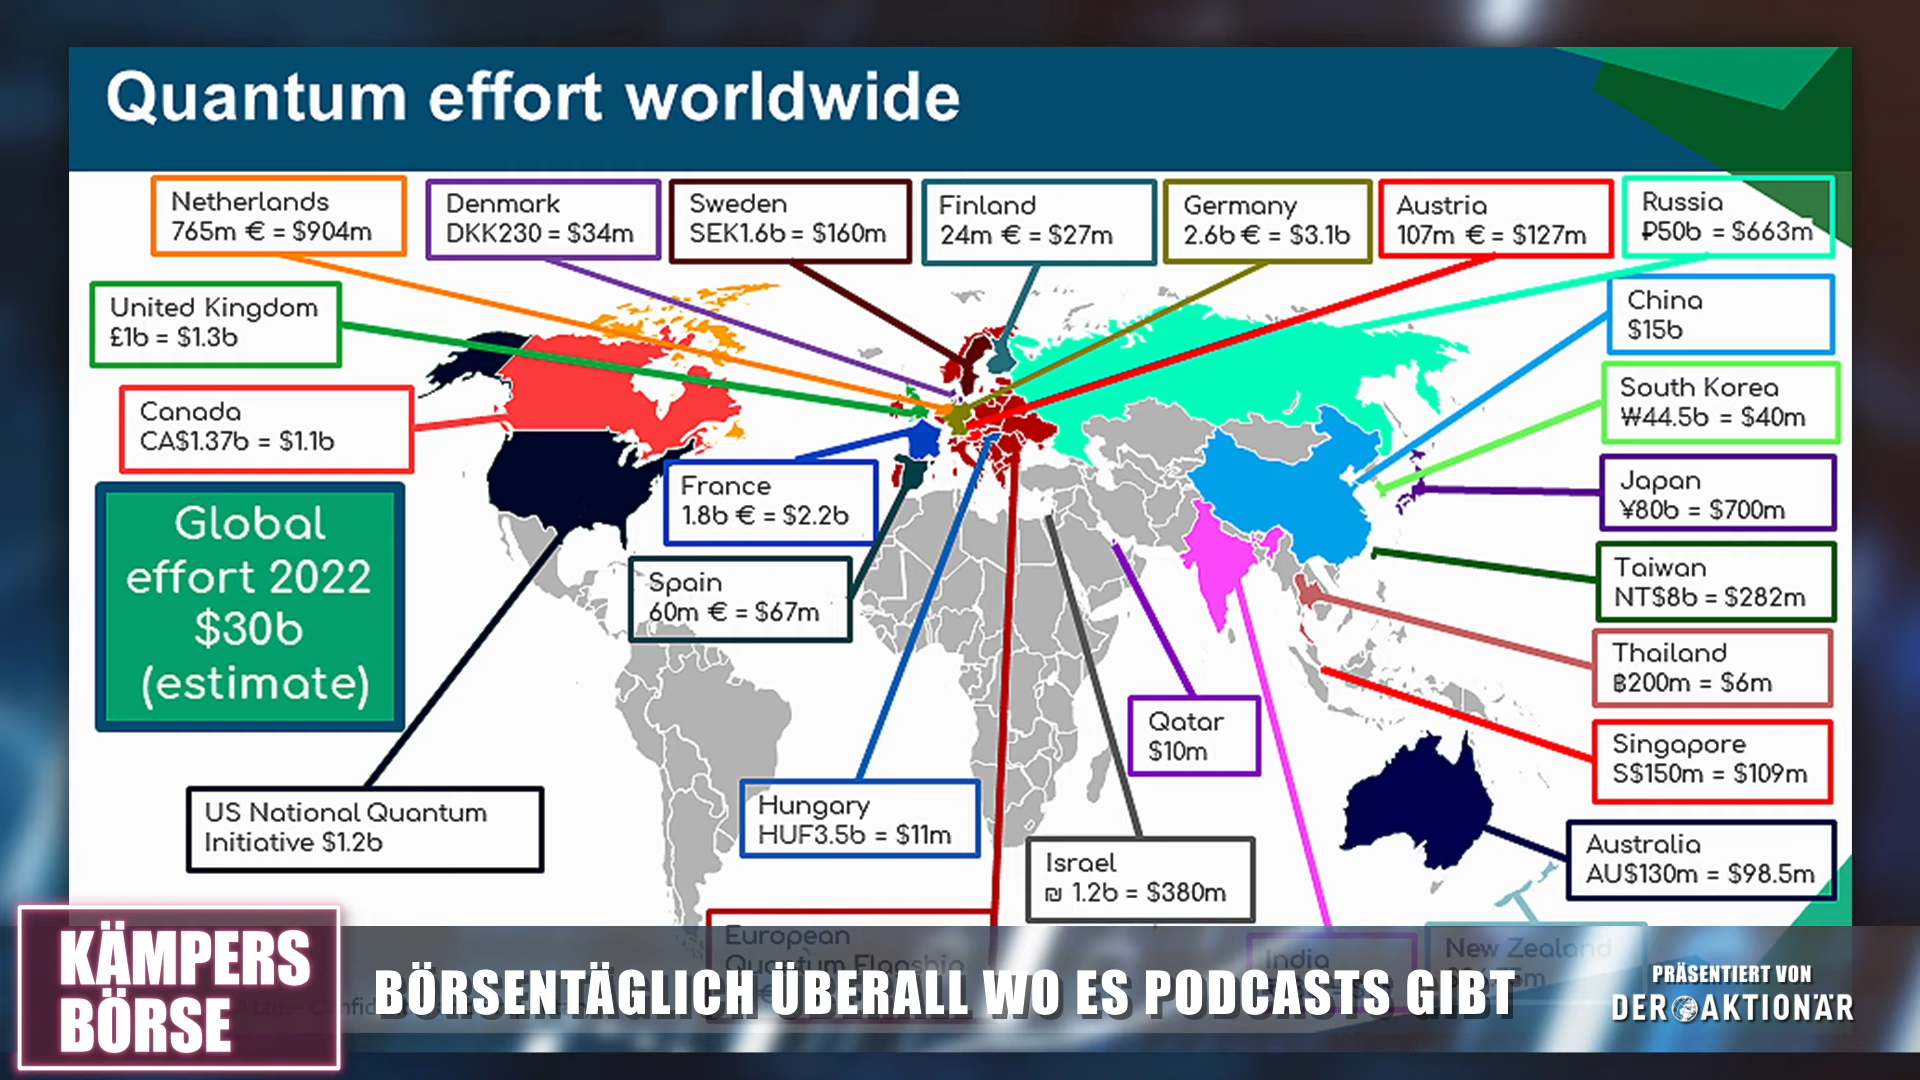 Quantum effort worldwide
Netherlands
765m € = $904m
Denmark
DKK230 = $34m
Sweden
SEK1.6b = $160m
Finland
24m € = $27m
Germany
2.6b € = $3.1b
Austria
107m € = $127m
Russia
₽50b = $663m
United Kingdom
£1b = $1.3b
China
$15b
Canada
CA$1.37b = $1.1b
South Korea
₩44.5b = $40m
France
1.8b € = $2.2b
Japan
¥80b = $700m
Global
effort 2022
$30b
(estimate)
Spain
60m € = $67m
Taiwan
NT$8b = $282m
Thailand
฿200m = $6m
Qatar
$10m
Singapore
S$150m = $109m
US National Quantum
Initiative $1.2b
Hungary
HUF3.5b = $11m
Israel
₪ 1.2b = $380m
Australia
AU$130m = $98.5m
European
Quantum Flagship
India
New Zealand
KÄMPERS
BÖRSE
BÖRSENTÄGLICH ÜBERALL WO ES PODCASTS GIBT
PRÄSENTIERT VON
DER AKTIONÄR